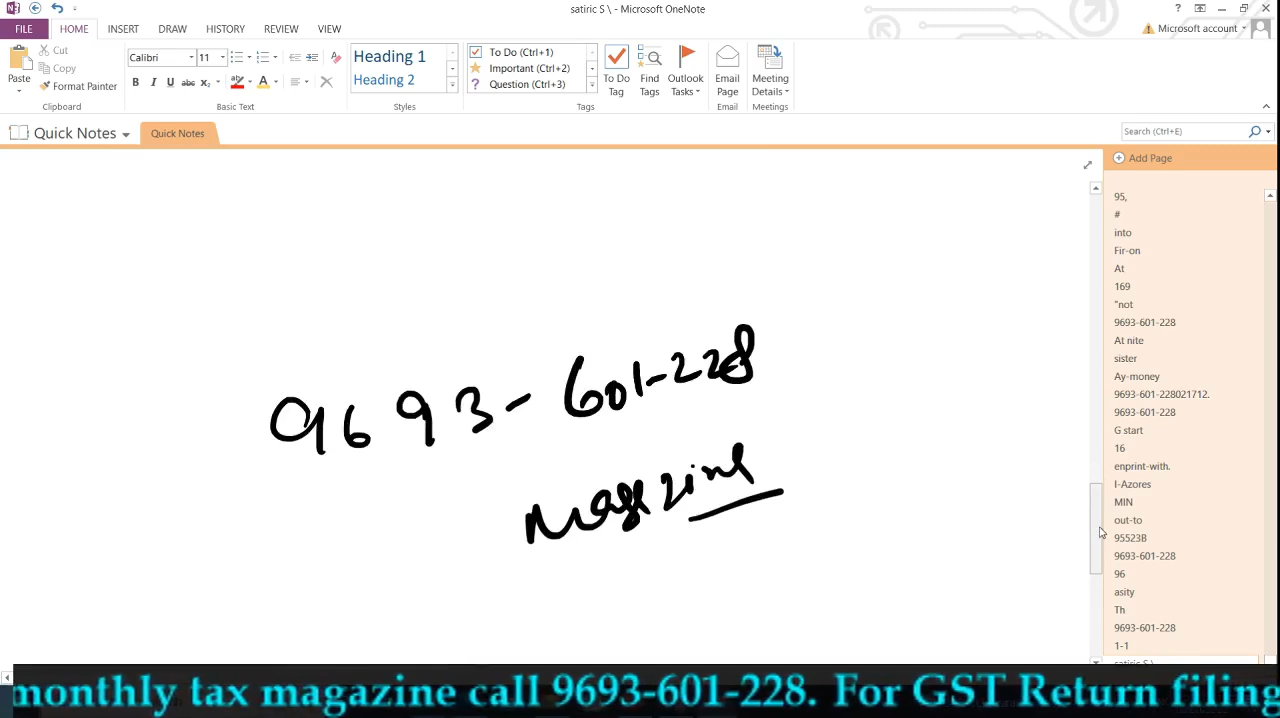 satiric S \ - Microsoft OneNote
FILE HOME INSERT DRAW HISTORY REVIEW VIEW
Microsoft account
Paste Cut Copy Format Painter
Clipboard
Calibri 11
B I U abc X₂ A
Basic Text
Heading 1
Heading 2
Styles
To Do (Ctrl+1)
Important (Ctrl+2)
Question (Ctrl+3)
To Do Tag
Find Tags
Outlook Tasks
Tags
Email Page
Email
Meeting Details
Meetings
Quick Notes
Quick Notes
Search (Ctrl+E)
Add Page
95,
#
into
Fir-on
At
169
"not
9693-601-228
At nite
sister
Ay-money
9693-601-228021712.
9693-601-228
G start
16
enprint-with.
I-Azores
MIN
out-to
95523B
9693-601-228
96
asity
Th
9693-601-228
1-1
satiric S \
9693-601-228
magazine
monthly tax magazine call 9693-601-228. For GST Return filing